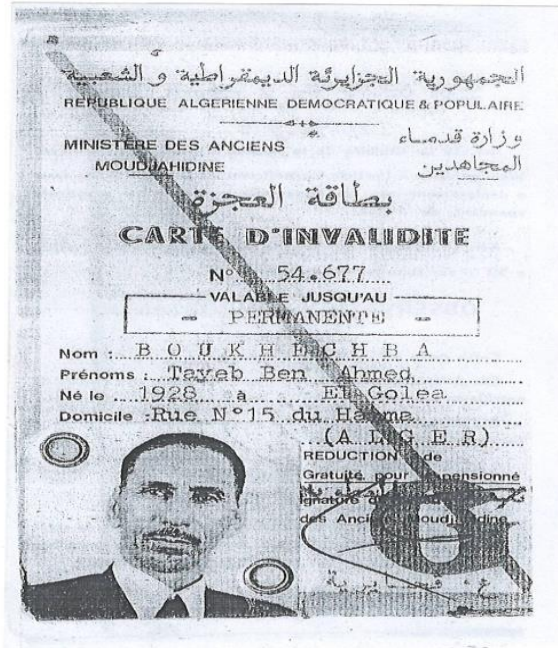 الجمهورية الجزائرية الديمقراطية و الشعبية
REPUBLIQUE ALGERIENNE DEMOCRATIQUE & POPULAIRE
وزارة قدماء
المجاهدين
MINISTERE DES ANCIENS
MOUDJAHIDINE
بطاقة العجزة
CARTE D'INVALIDITE
N° 54.677
VALABLE JUSQU'AU
- PERMANENTE -
Nom : BOUKHECHBA
Prénoms : Tayeb Ben Ahmed
Né le 1928 à El Golea
Domicile : Rue N°15 du Hamma
(ALGER)
REDUCTION de
Gratuité pour pensionné
des Anciens Moudjahidine